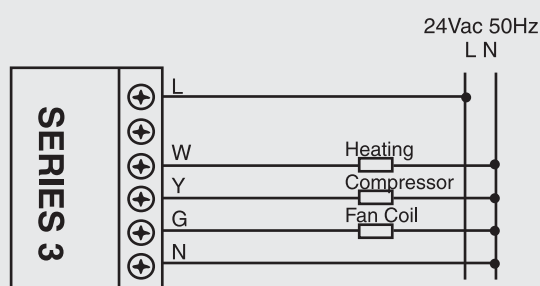 24Vac 50Hz
L N
L
W
Heating
Y
Compressor
G
Fan Coil
N
SERIES 3